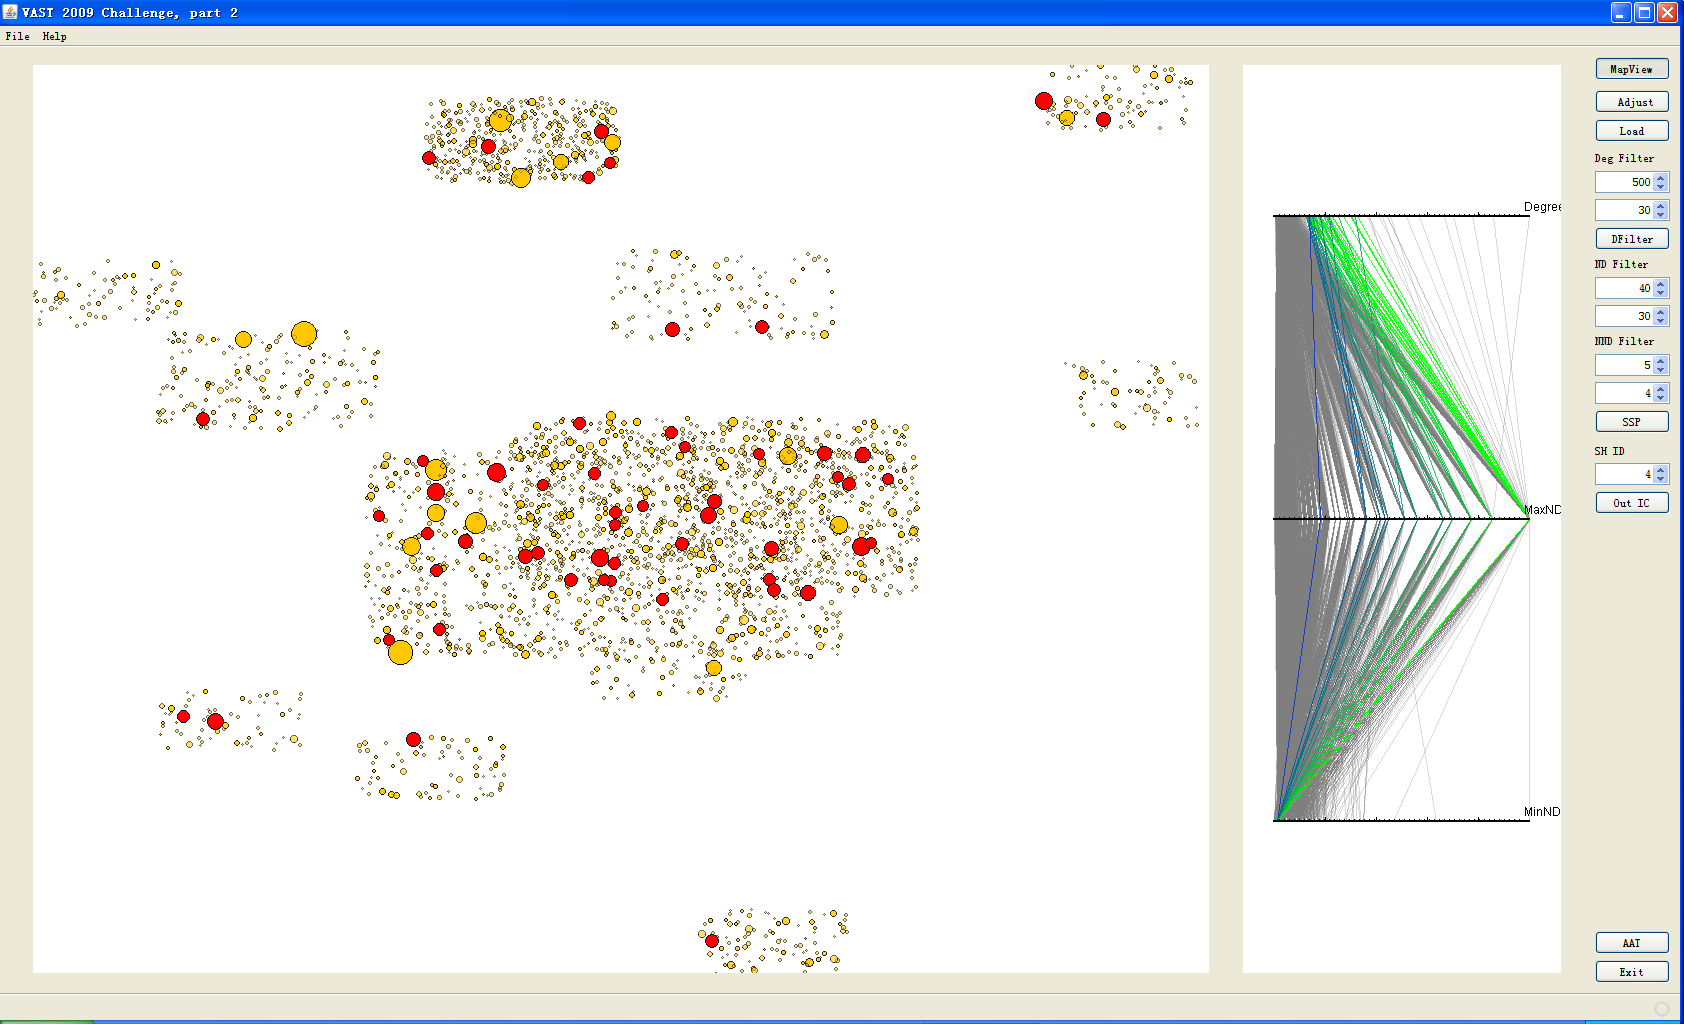 VAST 2009 Challenge, part 2
File Help
MapView
Adjust
Load
Deg Filter
500
30
DFilter
ND Filter
40
30
NND Filter
5
4
SSP
SH ID
4
Out IC
AAT
Exit
Degree
MaxND
MinND